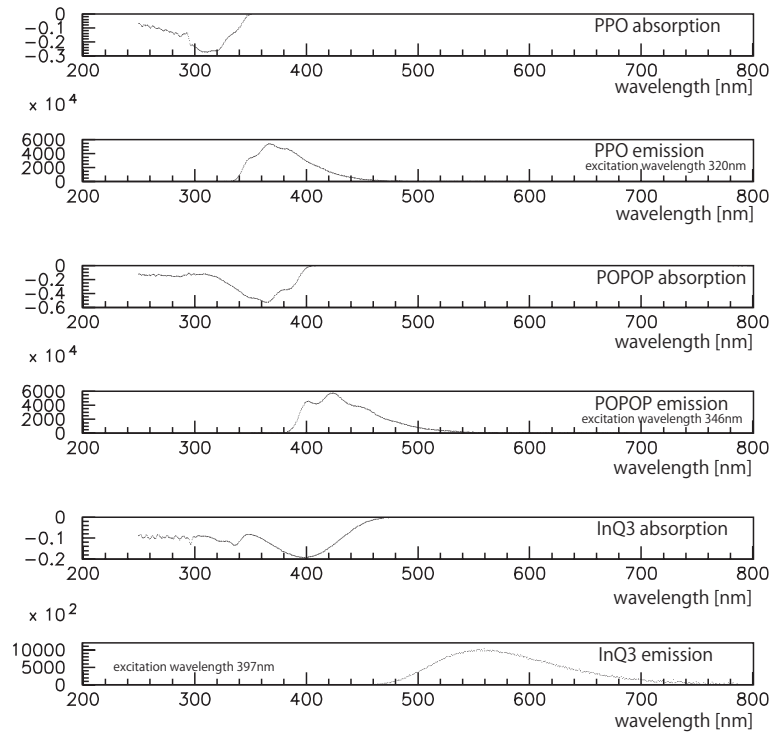 0
−0.1
−0.2
−0.3
PPO absorption
200 300 400 500 600 700 800
wavelength [nm]
x 10⁴
6000
4000
2000
0
PPO emission
excitation wavelength 320nm
200 300 400 500 600 700 800
wavelength [nm]
0
−0.2
−0.4
−0.6
POPOP absorption
200 300 400 500 600 700 800
wavelength [nm]
x 10⁴
6000
4000
2000
0
POPOP emission
excitation wavelength 346nm
200 300 400 500 600 700 800
wavelength [nm]
0
−0.1
−0.2
InQ3 absorption
200 300 400 500 600 700 800
wavelength [nm]
x 10²
10000
5000
0
excitation wavelength 397nm
InQ3 emission
200 300 400 500 600 700 800
wavelength [nm]